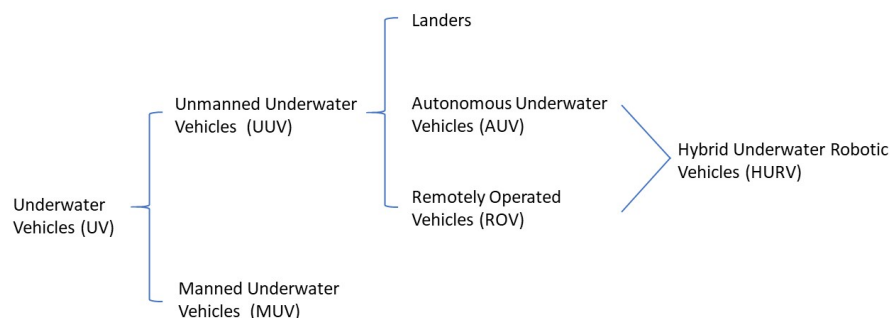 Landers
Unmanned Underwater
Vehicles (UUV)
Autonomous Underwater
Vehicles (AUV)
Hybrid Underwater Robotic
Vehicles (HURV)
Underwater
Vehicles (UV)
Remotely Operated
Vehicles (ROV)
Manned Underwater
Vehicles (MUV)